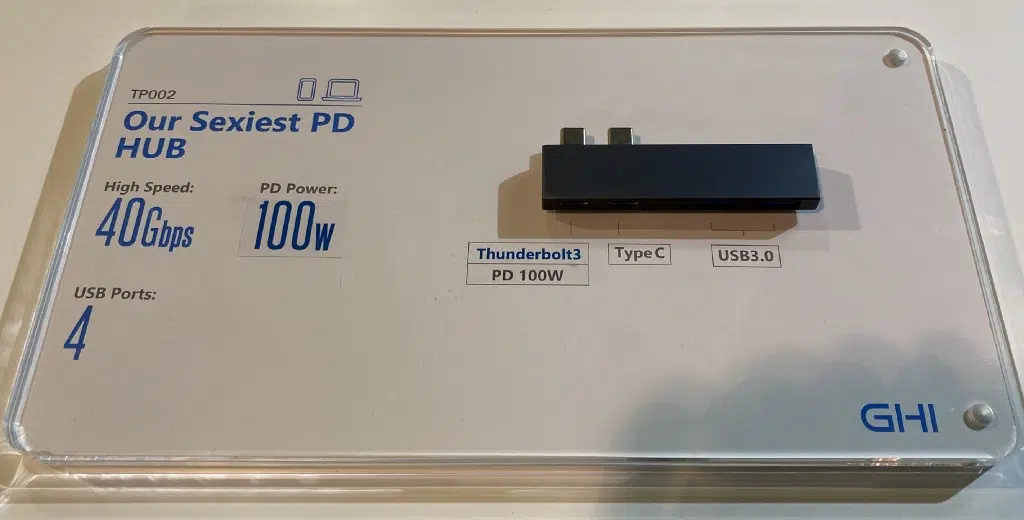 TP002
Our Sexiest PD
HUB
High Speed:
40Gbps
PD Power:
100W
USB Ports:
4
Thunderbolt3
PD 100W
Type C
USB3.0
GHI